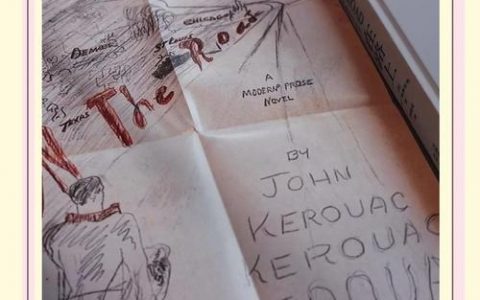 CHICAGO
DENVER
ST LOUIS
N The Road
TEXAS
A
MODERN PROSE
NOVEL
BY
JOHN
KEROUAC
KEROUAC